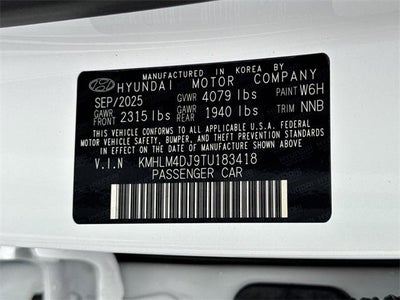 MANUFACTURED IN KOREA BY
HYUNDAI MOTOR COMPANY
SEP/2025 GVWR 4079 lbs PAINT W6H
GAWR FRONT 2315 lbs GAWR REAR 1940 lbs TRIM NNB
THIS VEHICLE CONFORMS TO ALL APPLICABLE U.S.A. FEDERAL
MOTOR VEHICLE SAFETY, BUMPER, AND THEFT PREVENTION
STANDARDS IN EFFECT ON THE DATE OF MANUFACTURE SHOWN ABOVE.
V.I.N KMHLM4DJ9TU183418
PASSENGER CAR